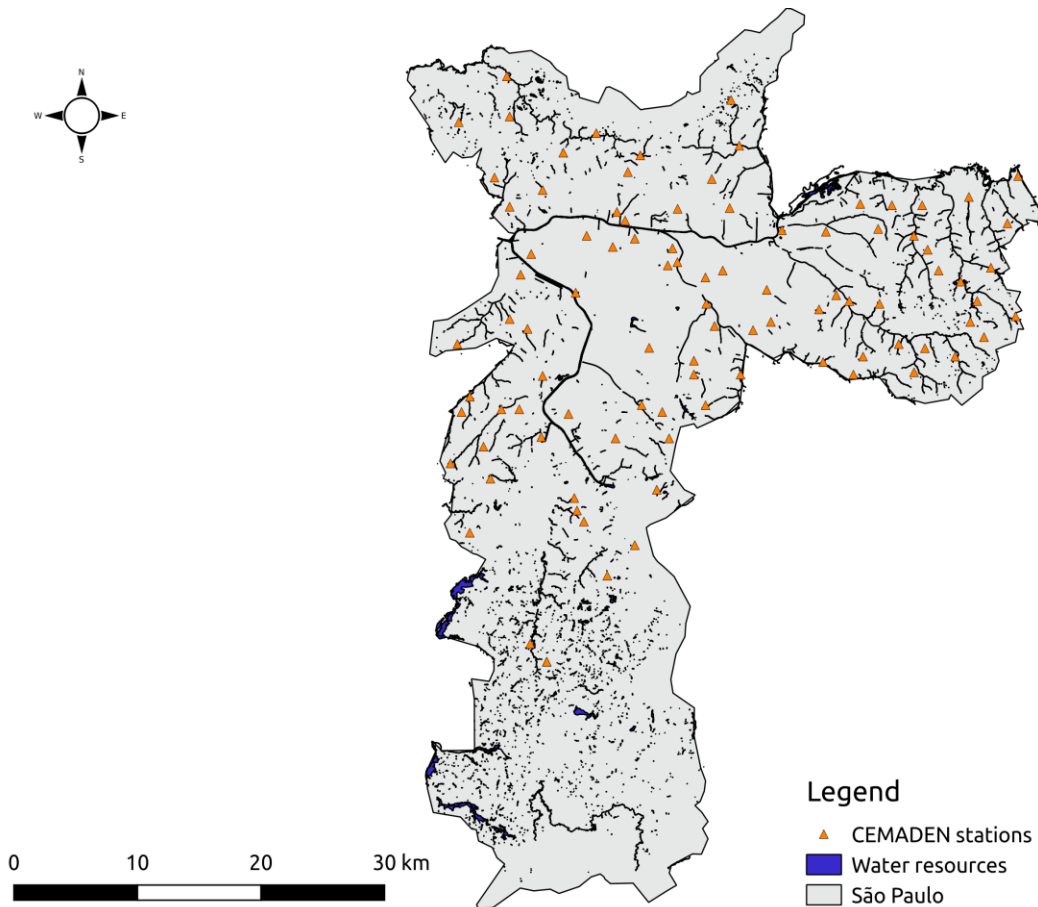 N
W E
S
Legend
CEMADEN stations
Water resources
São Paulo
0 10 20 30 km